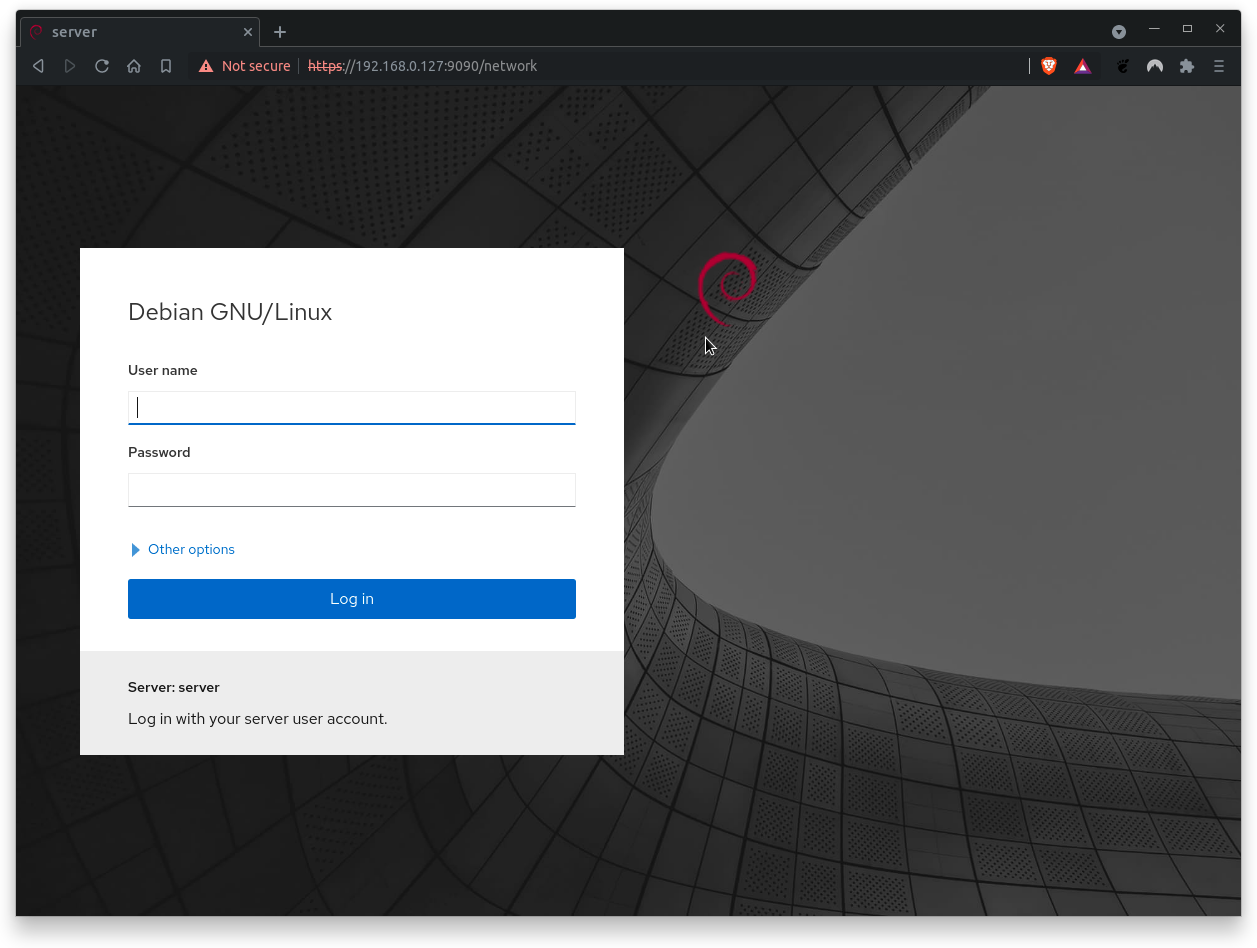 server
Not secure https://192.168.0.127:9090/network
Debian GNU/Linux
User name
Password
Other options
Log in
Server: server
Log in with your server user account.